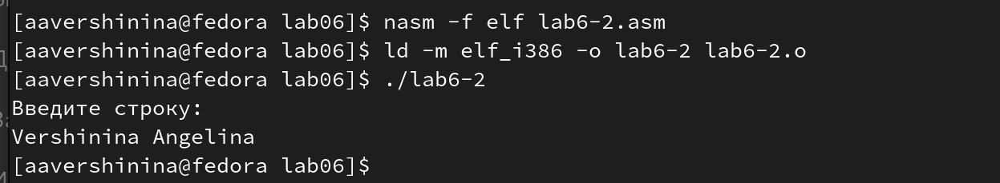 [aavershinina@fedora lab06]$ nasm -f elf lab6-2.asm
[aavershinina@fedora lab06]$ ld -m elf_i386 -o lab6-2 lab6-2.o
[aavershinina@fedora lab06]$ ./lab6-2
Введите строку:
Vershinina Angelina
[aavershinina@fedora lab06]$